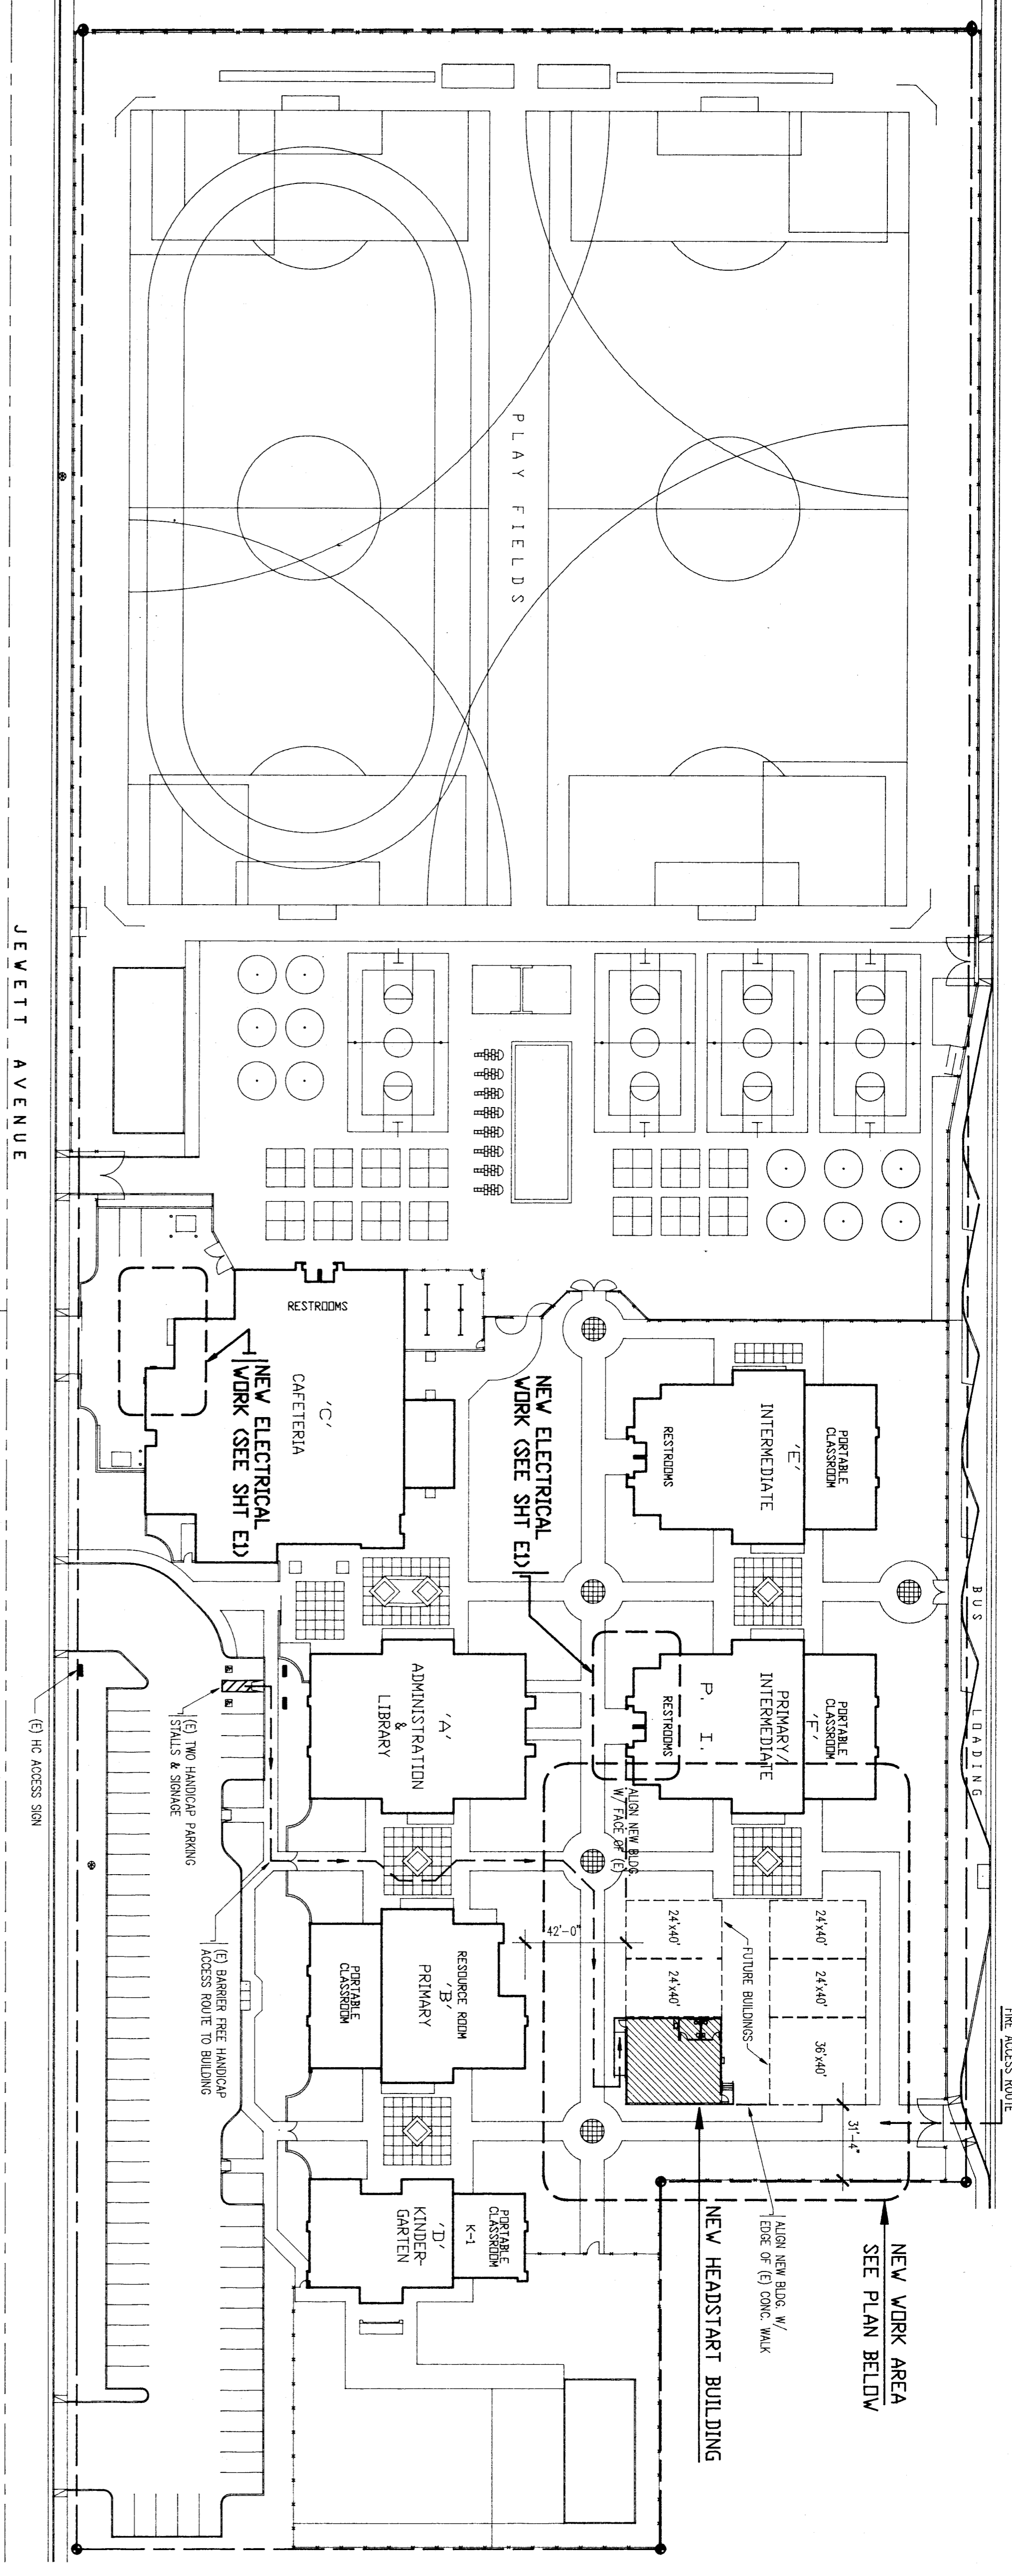 PLAY FIELDS
JEWETT AVENUE
BUS LOADING
FIRE ACCESS ROUTE
RESTROOMS
'C'
CAFETERIA
NEW ELECTRICAL
WORK (SEE SHT E1)
NEW ELECTRICAL
WORK (SEE SHT E1)
PORTABLE
CLASSROOM
'E'
INTERMEDIATE
RESTROOMS
PORTABLE
CLASSROOM
'F'
PRIMARY/
INTERMEDIATE
P. I.
RESTROOMS
'A'
ADMINISTRATION
&
LIBRARY
ALIGN NEW BLDG.
W/ FACE OF (E)
(E) HC ACCESS SIGN
(E) TWO HANDICAP PARKING
STALLS & SIGNAGE
(E) BARRIER FREE HANDICAP
ACCESS ROUTE TO BUILDING
24'x40'
24'x40'
36'x40'
FUTURE BUILDINGS
24'x40'
24'x40'
42'-0"
31'-4"
RESOURCE ROOM
'B'
PRIMARY
PORTABLE
CLASSROOM
PORTABLE
CLASSROOM
K-1
'D'
KINDER-
GARTEN
ALIGN NEW BLDG. W/
EDGE OF (E) CONC. WALK
NEW HEADSTART BUILDING
NEW WORK AREA
SEE PLAN BELOW